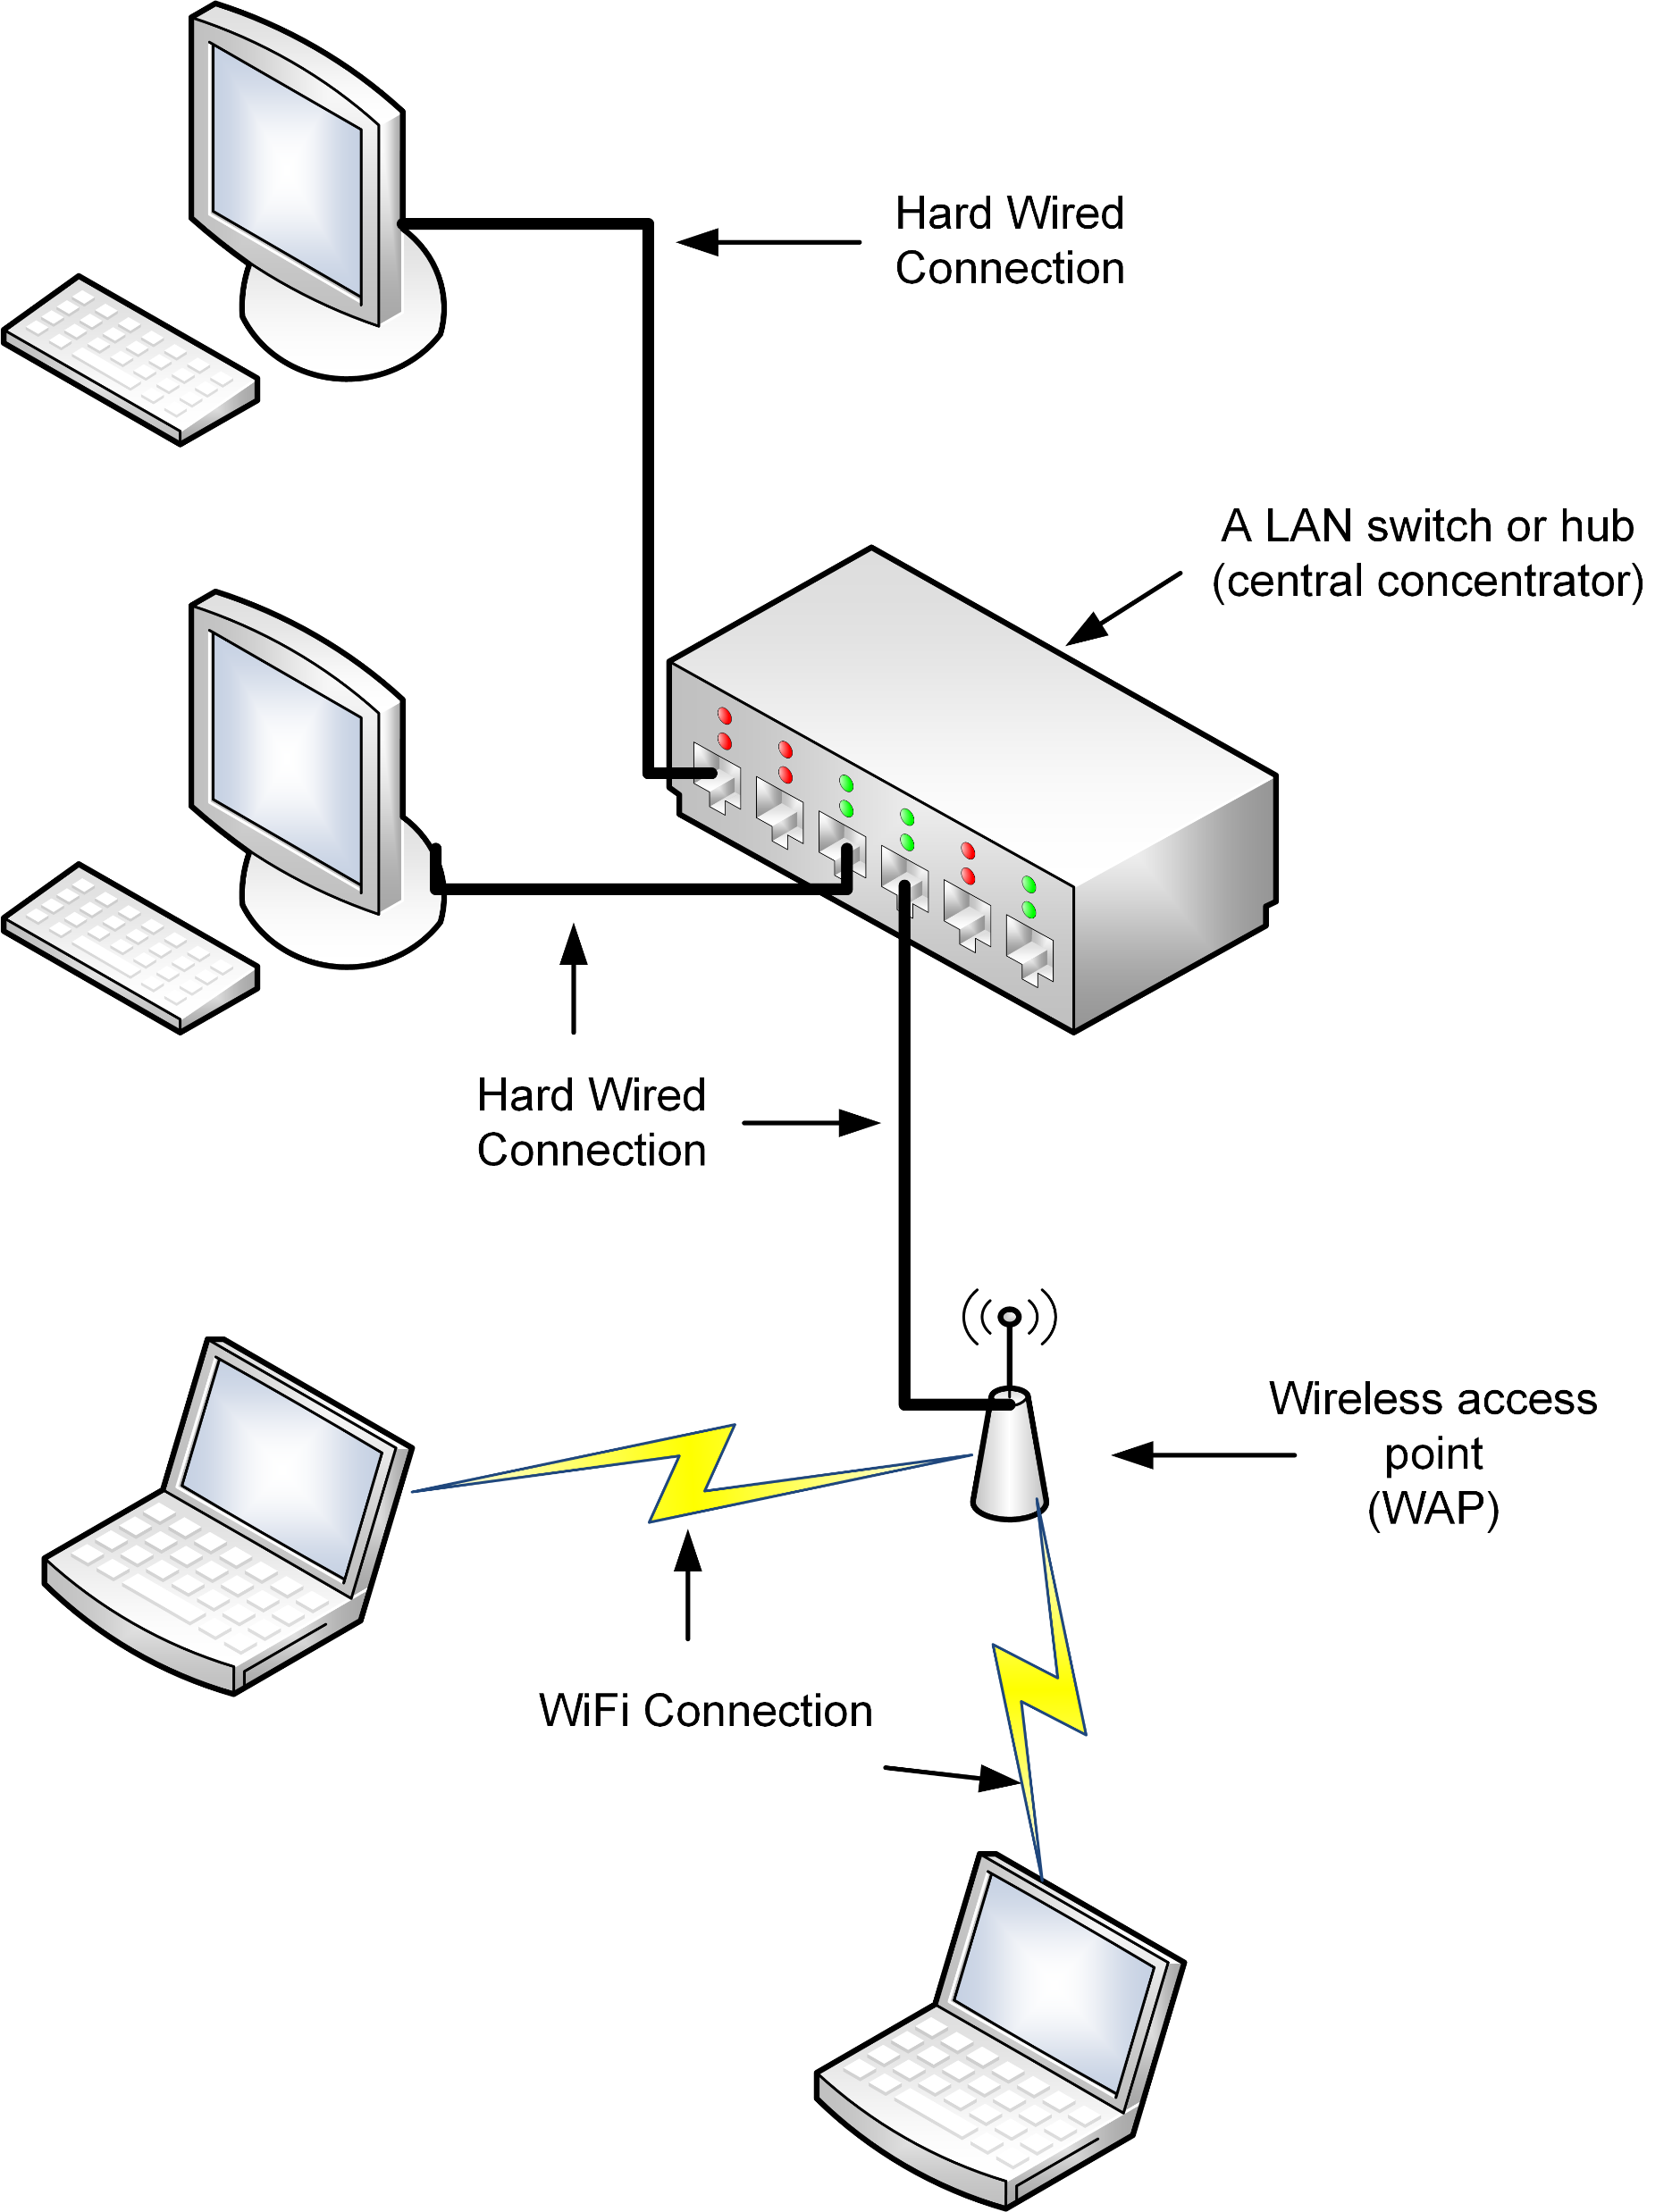 Hard Wired
Connection
A LAN switch or hub
(central concentrator)
Hard Wired
Connection
Wireless access
point
(WAP)
WiFi Connection